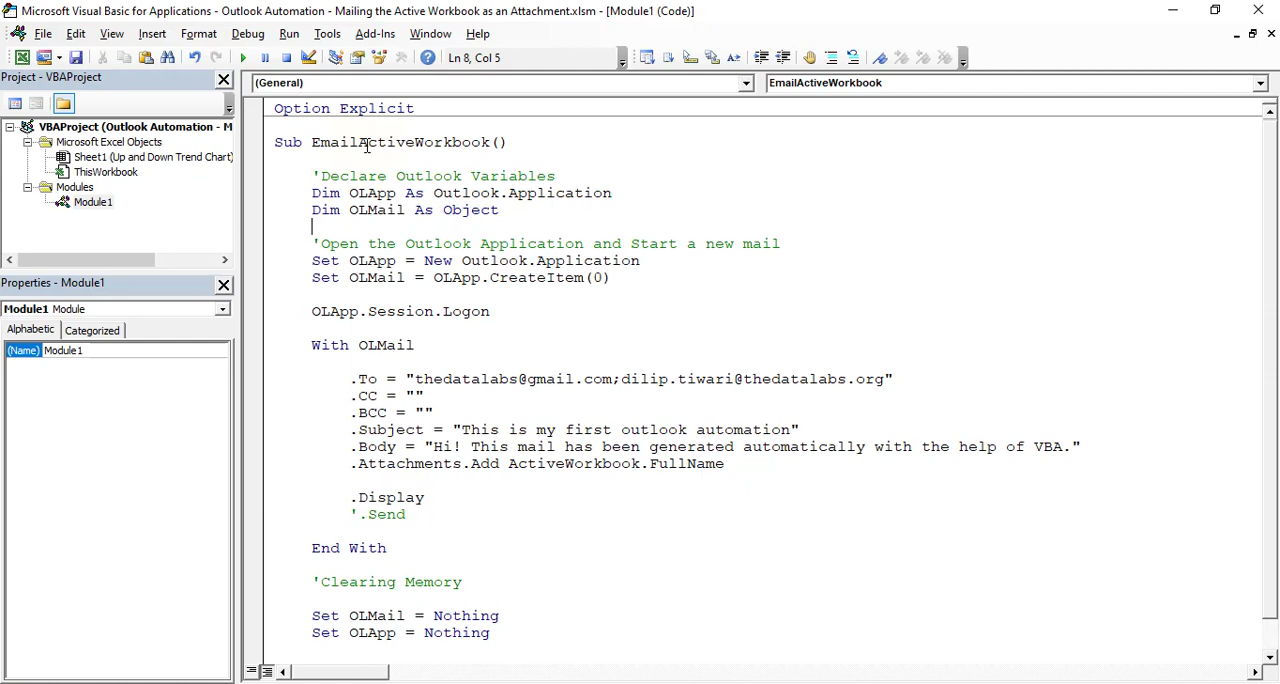 Microsoft Visual Basic for Applications - Outlook Automation - Mailing the Active Workbook as an Attachment.xlsm - [Module1 (Code)]
File Edit View Insert Format Debug Run Tools Add-Ins Window Help
Ln 8, Col 5
Project - VBAProject
VBAProject (Outlook Automation - M
Microsoft Excel Objects
Sheet1 (Up and Down Trend Chart)
ThisWorkbook
Modules
Module1
Properties - Module1
Module1 Module
Alphabetic Categorized
(Name) Module1
(General) EmailActiveWorkbook
Option Explicit
Sub EmailActiveWorkbook()
'Declare Outlook Variables
Dim OLApp As Outlook.Application
Dim OLMail As Object
'Open the Outlook Application and Start a new mail
Set OLApp = New Outlook.Application
Set OLMail = OLApp.CreateItem(0)
OLApp.Session.Logon
With OLMail
.To = "thedatalabs@gmail.com;dilip.tiwari@thedatalabs.org"
.CC = ""
.BCC = ""
.Subject = "This is my first outlook automation"
.Body = "Hi! This mail has been generated automatically with the help of VBA."
.Attachments.Add ActiveWorkbook.FullName
.Display
'.Send
End With
'Clearing Memory
Set OLMail = Nothing
Set OLApp = Nothing